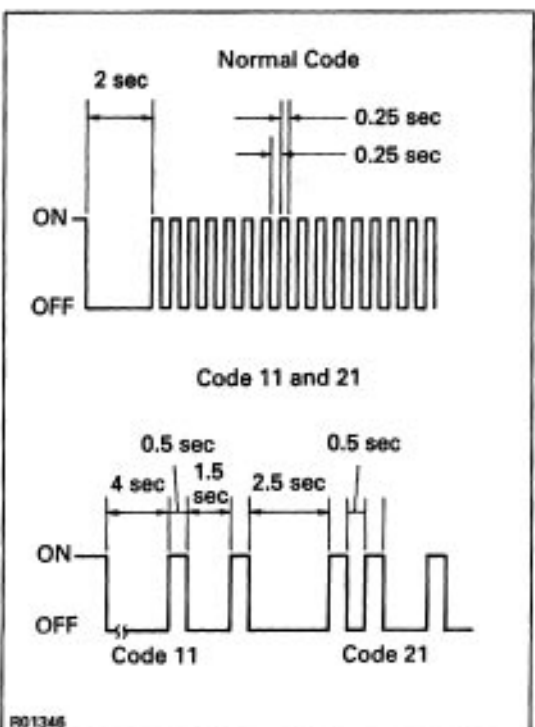 Normal Code
2 sec
0.25 sec
0.25 sec
ON
OFF
Code 11 and 21
0.5 sec 0.5 sec
4 sec 1.5 sec 2.5 sec
ON
OFF
Code 11 Code 21
R01346